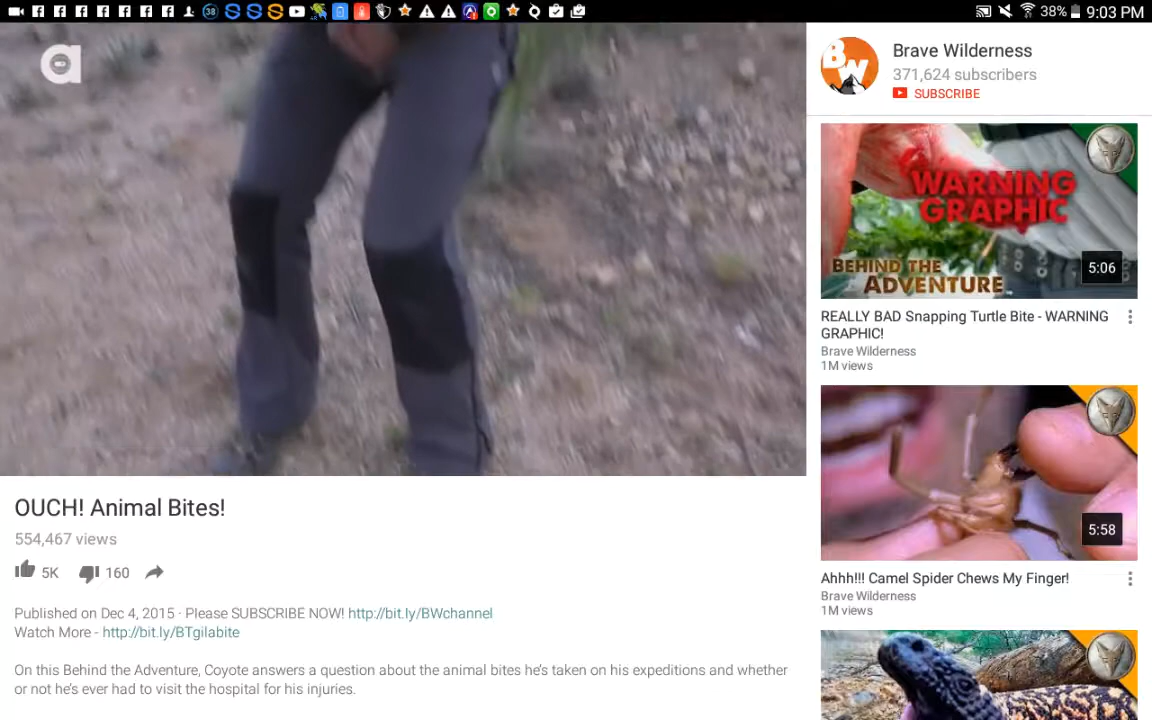 38
38%
9:03 PM
a
BW
Brave Wilderness
371,624 subscribers
SUBSCRIBE
WARNING
GRAPHIC
BEHIND THE
ADVENTURE
5:06
REALLY BAD Snapping Turtle Bite - WARNING
GRAPHIC!
Brave Wilderness
1M views
5:58
Ahhh!!! Camel Spider Chews My Finger!
Brave Wilderness
1M views
OUCH! Animal Bites!
554,467 views
5K
160
Published on Dec 4, 2015 · Please SUBSCRIBE NOW! http://bit.ly/BWchannel
Watch More - http://bit.ly/BTgilabite
On this Behind the Adventure, Coyote answers a question about the animal bites he's taken on his expeditions and whether
or not he's ever had to visit the hospital for his injuries.